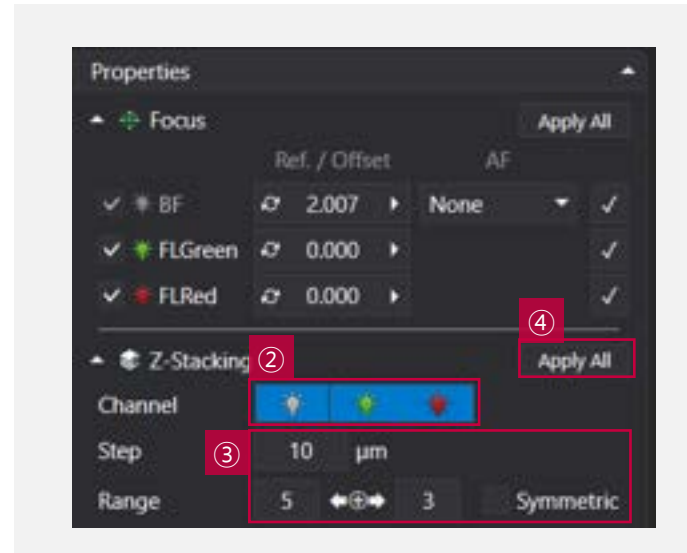 Properties
Focus Apply All
Ref. / Offset AF
BF 2.007 None
FLGreen 0.000
FLRed 0.000
④
Z-Stacking ② Apply All
Channel
Step ③ 10 µm
Range 5 3 Symmetric